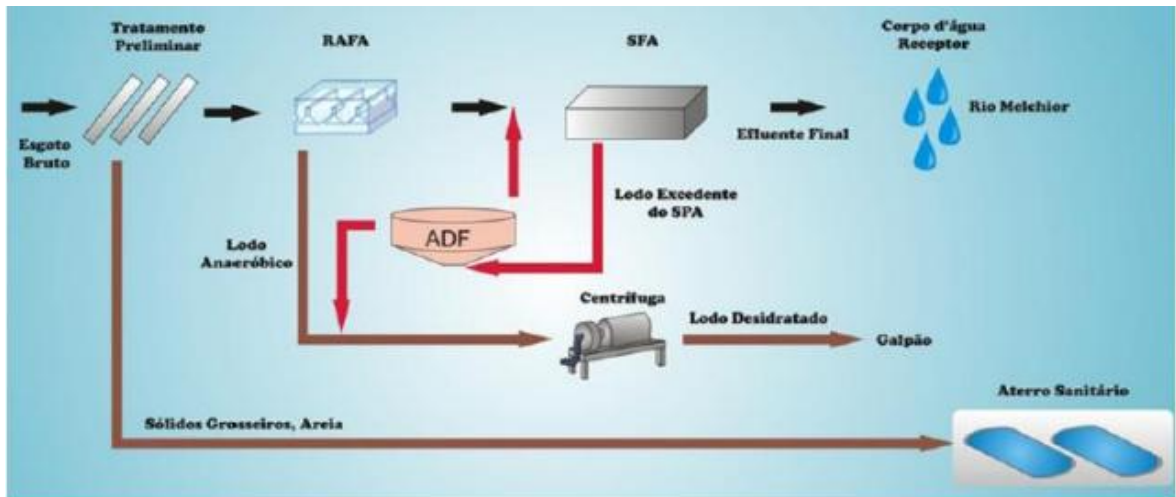 Tratamento
Preliminar
RAFA
SFA
Corpo d'água
Receptor
Rio Melchior
Esgoto
Bruto
Efluente Final
Lodo Excedente
do SPA
ADF
Lodo
Anaeróbico
Centrífuga
Lodo Desidratado
Galpão
Aterro Sanitário
Sólidos Grosseiros, Areia